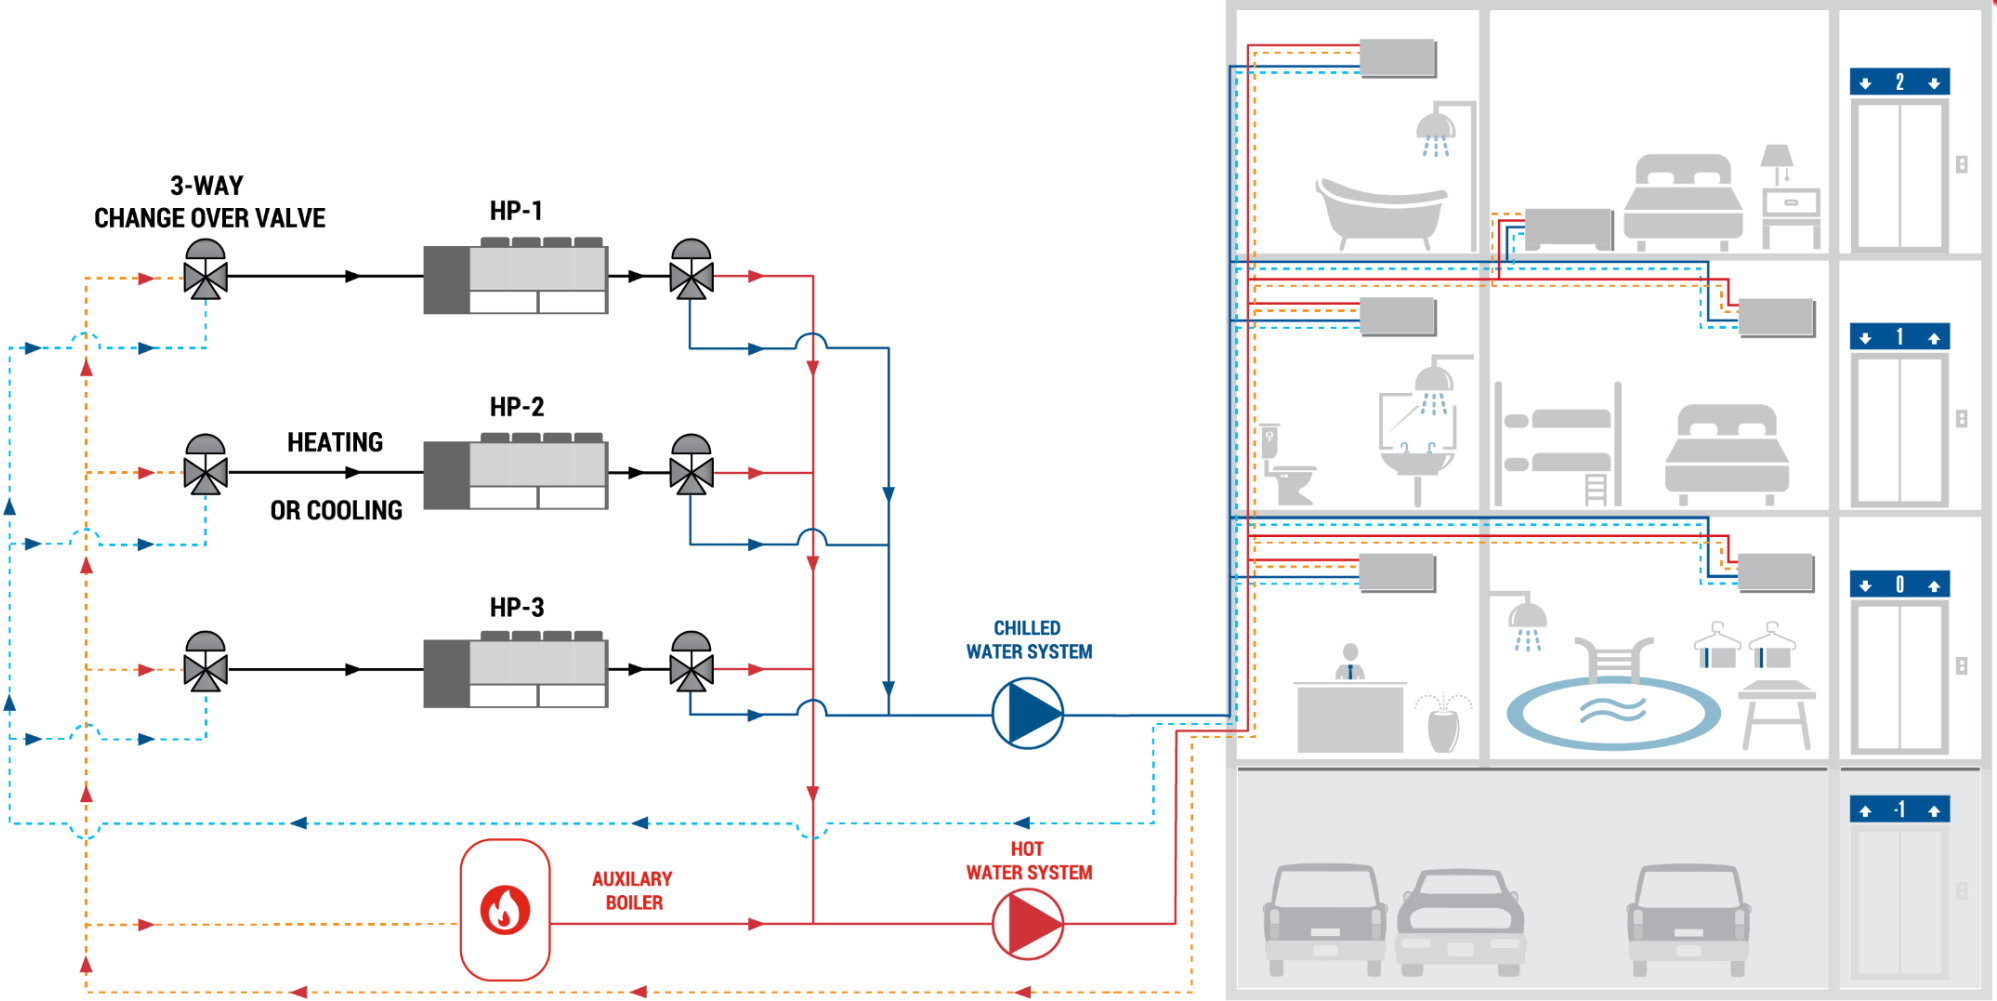 3-WAY
CHANGE OVER VALVE
HP-1
HP-2
HEATING
OR COOLING
HP-3
CHILLED
WATER SYSTEM
AUXILARY
BOILER
HOT
WATER SYSTEM
2
1
0
-1